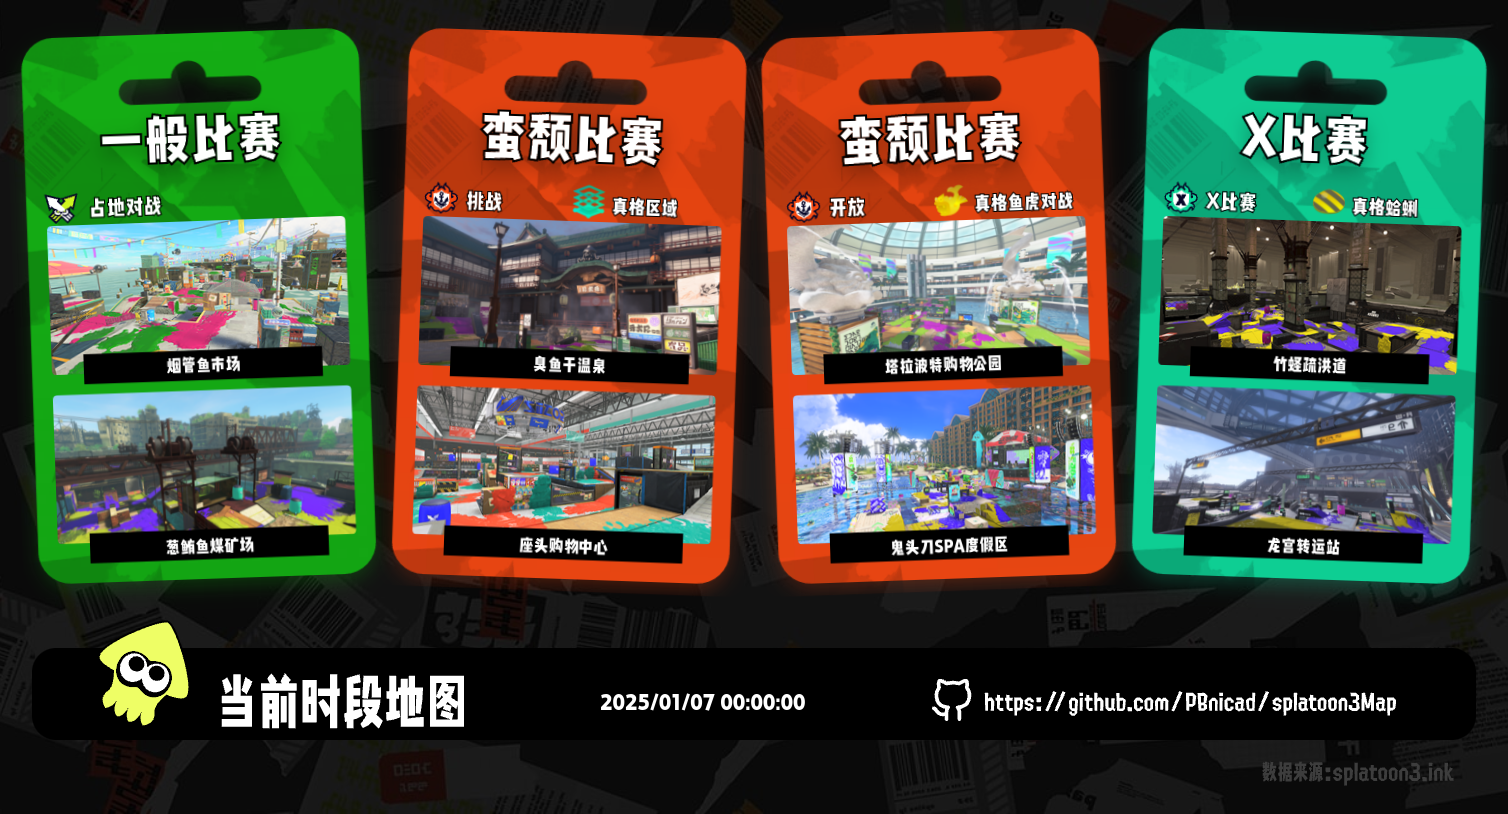 一般比赛
占地对战
烟管鱼市场
葱鲔鱼煤矿场
蛮颓比赛
挑战
真格区域
臭鱼干温泉
座头购物中心
蛮颓比赛
开放
真格鱼虎对战
塔拉波特购物公园
鬼头刀SPA度假区
X比赛
X比赛
真格蛤蜊
竹蛏疏洪道
龙宫转运站
当前时段地图
2025/01/07 00:00:00
https://github.com/PBnicad/splatoon3Map
数据来源:splatoon3.ink